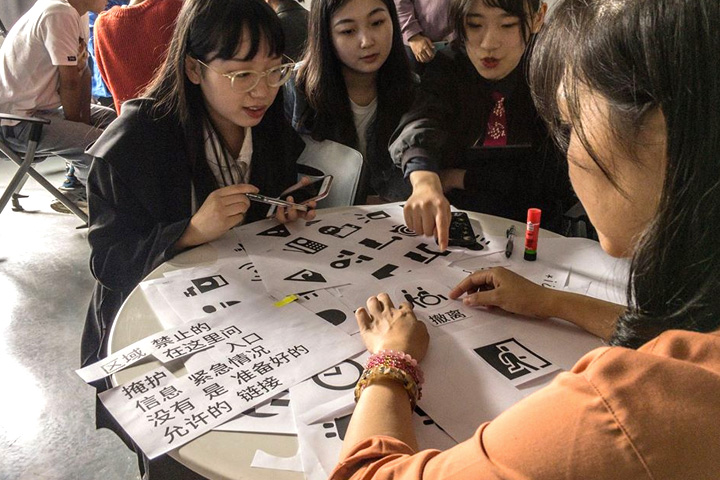 区域 禁止的
在这里问
掩护 入口
信息 紧急情况
没有 是 准备好的
允许的 链接
撤离